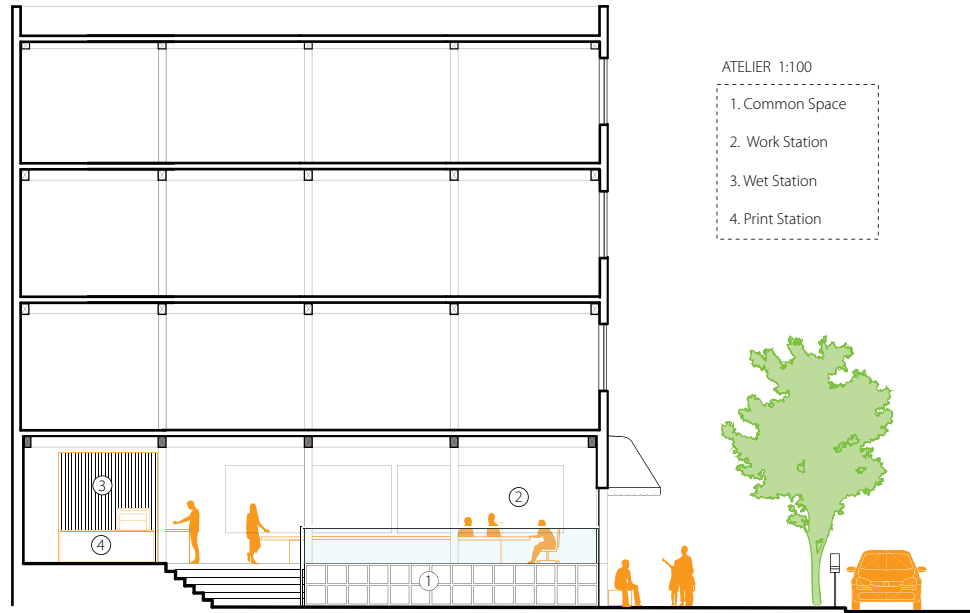 ATELIER 1:100
1. Common Space
2. Work Station
3. Wet Station
4. Print Station
3
2
4
1